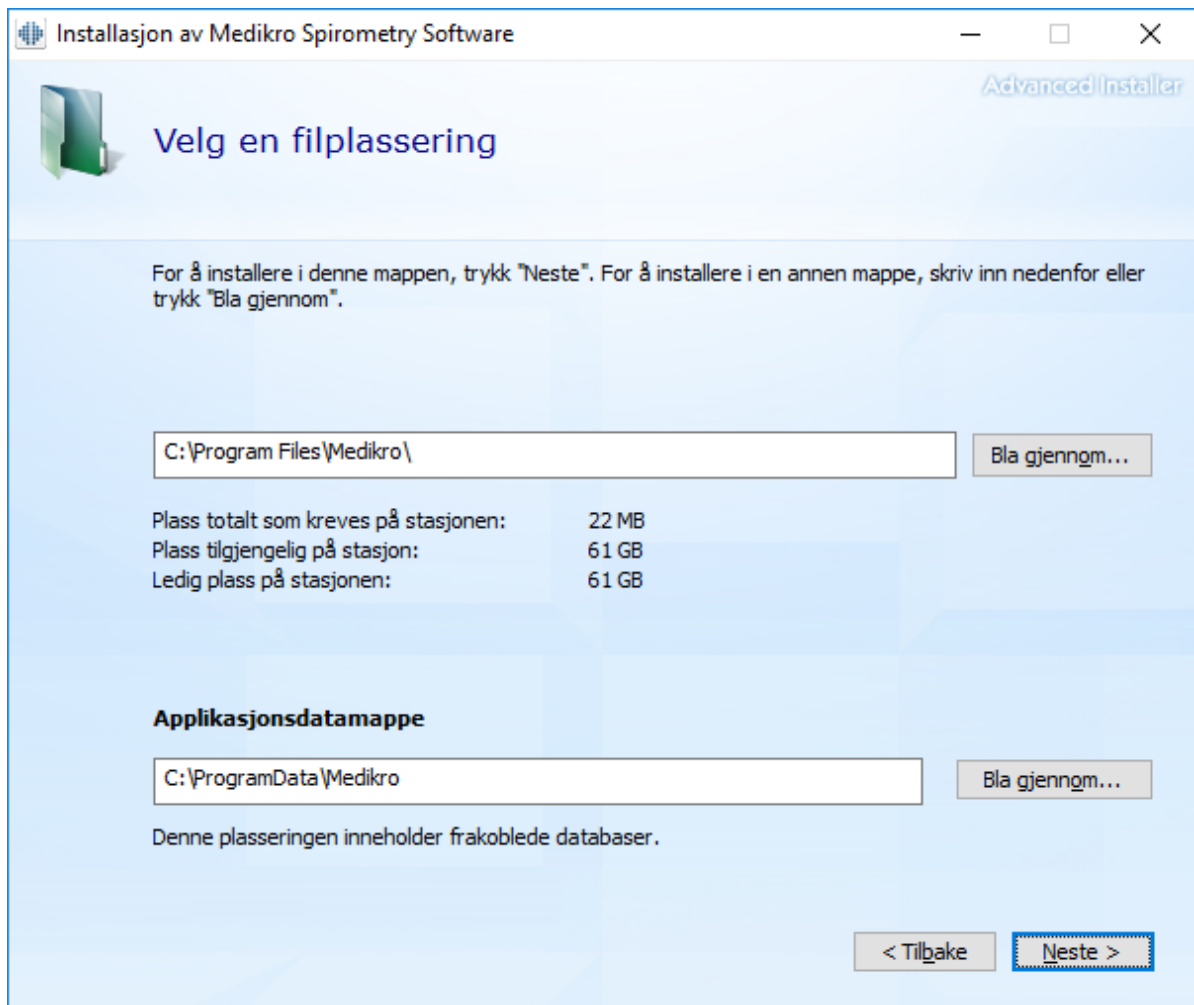 Installasjon av Medikro Spirometry Software
Advanced Installer
Velg en filplassering
For å installere i denne mappen, trykk "Neste". For å installere i en annen mappe, skriv inn nedenfor eller
trykk "Bla gjennom".
C:\Program Files\Medikro\
Bla gjennom...
Plass totalt som kreves på stasjonen: 22 MB
Plass tilgjengelig på stasjon: 61 GB
Ledig plass på stasjonen: 61 GB
Applikasjonsdatamappe
C:\ProgramData\Medikro
Bla gjennom...
Denne plasseringen inneholder frakoblede databaser.
< Tilbake
Neste >